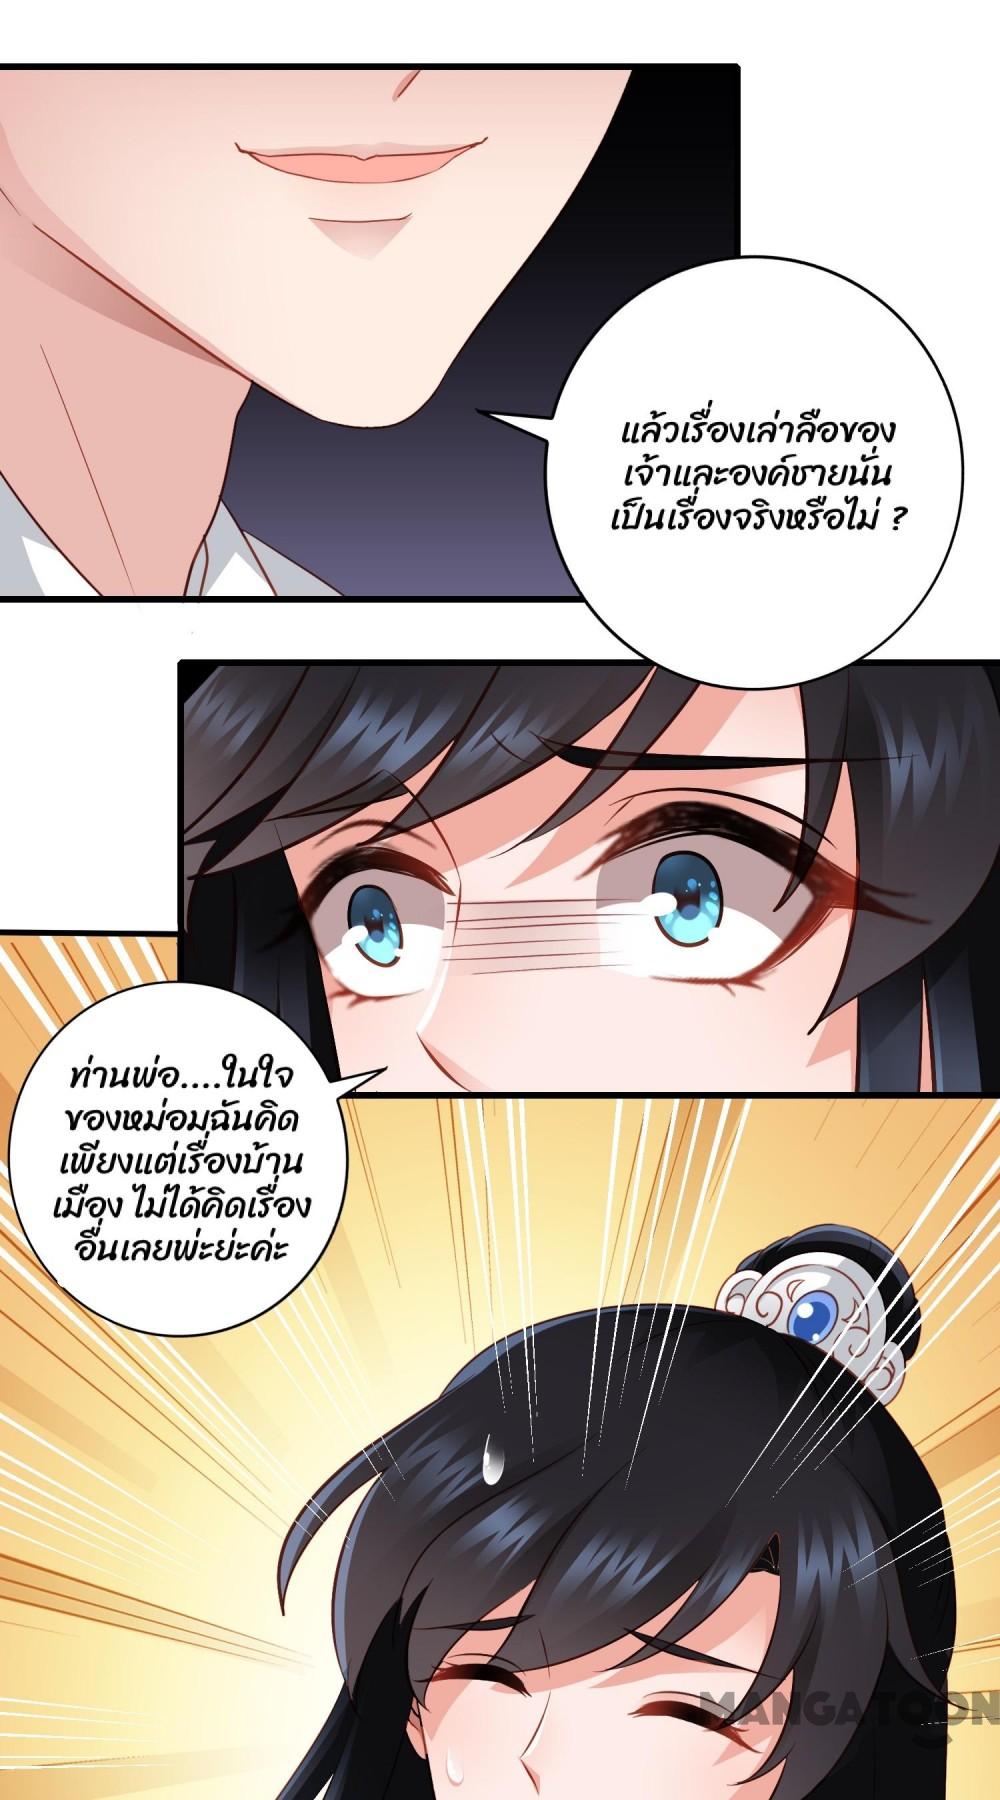 แล้วเรื่องเล่าลือของ
เจ้าและองค์ชายนั่น
เป็นเรื่องจริงหรือไม่ ?
ท่านพ่อ....ในใจ
ของหม่อมฉันคิด
เพียงแต่เรื่องบ้าน
เมือง ไม่ได้คิดเรื่อง
อื่นเลยพ่ะย่ะค่ะ
MANGATOON